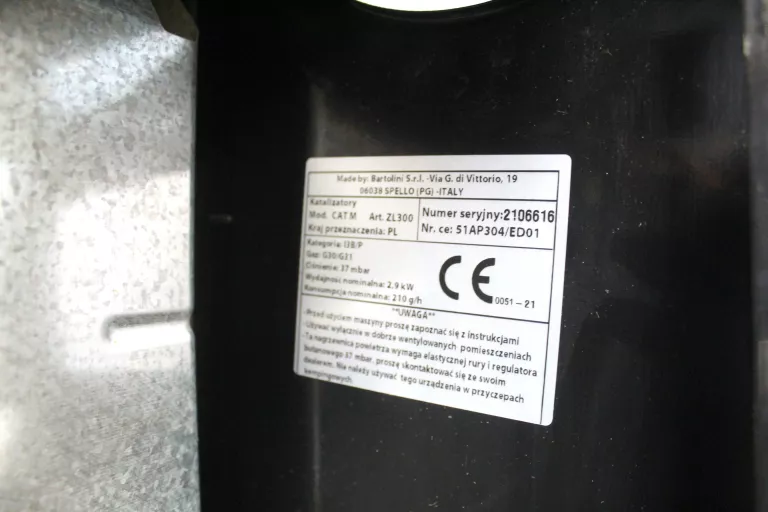 Made by: Bartolini S.r.l. -Via G. di Vittorio, 19
06038 SPELLO (PG) -ITALY
Katalizatory
Mod. CAT M Art. ZL300
Kraj przeznaczenia: PL
Numer seryjny:2106616
Nr. ce: 51AP304/ED01
Kategoria: I3B/P
Gaz: G30/G31
Ciśnienie: 37 mbar
Wydajność nominalna: 2,9 kW
Konsumpcja nominalna: 210 g/h
CE 0051-21
**UWAGA**
- Przed użyciem maszyny proszę zapoznać się z instrukcjami
- Używać wyłącznie w dobrze wentylowanych pomieszczeniach
- Ta nagrzewnica powietrza wymaga elastycznej rury i regulatora
butanowego 37 mbar, proszę skontaktować się ze swoim
dealerem. Nie należy używać tego urządzenia w przyczepach
kempingowych.